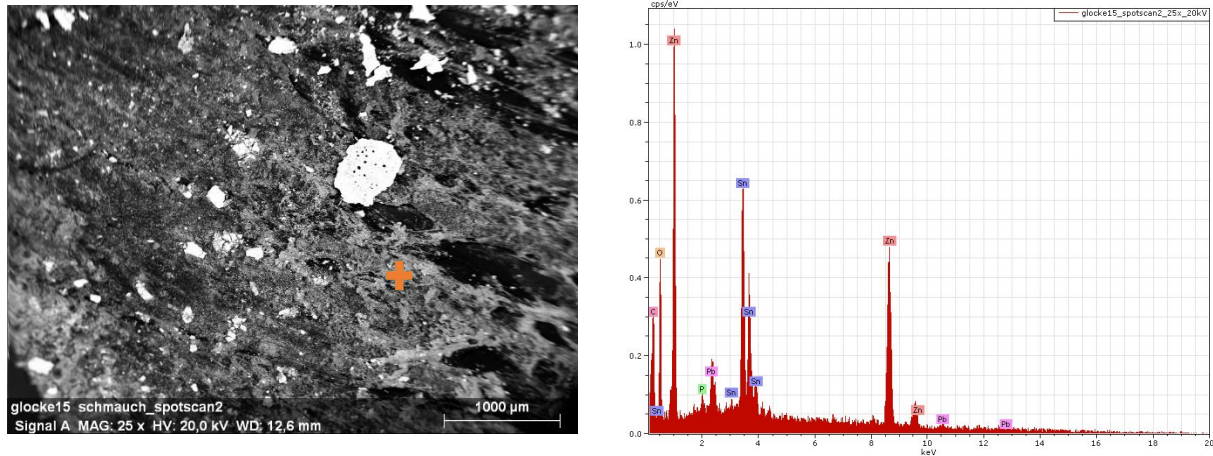 glocke15 schmauch_spotscan2
Signal A MAG: 25 x HV: 20,0 kV WD: 12,6 mm
1000 µm
cps/eV
glocke15_spotscan2_25x_20kV
1.0
0.8
0.6
0.4
0.2
0.0
Zn
Sn
Zn
O
C
Sn
Pb
Sn
P
Sn
Sn
Zn
Pb
Pb
2
4
6
8
10
12
14
16
18
20
keV